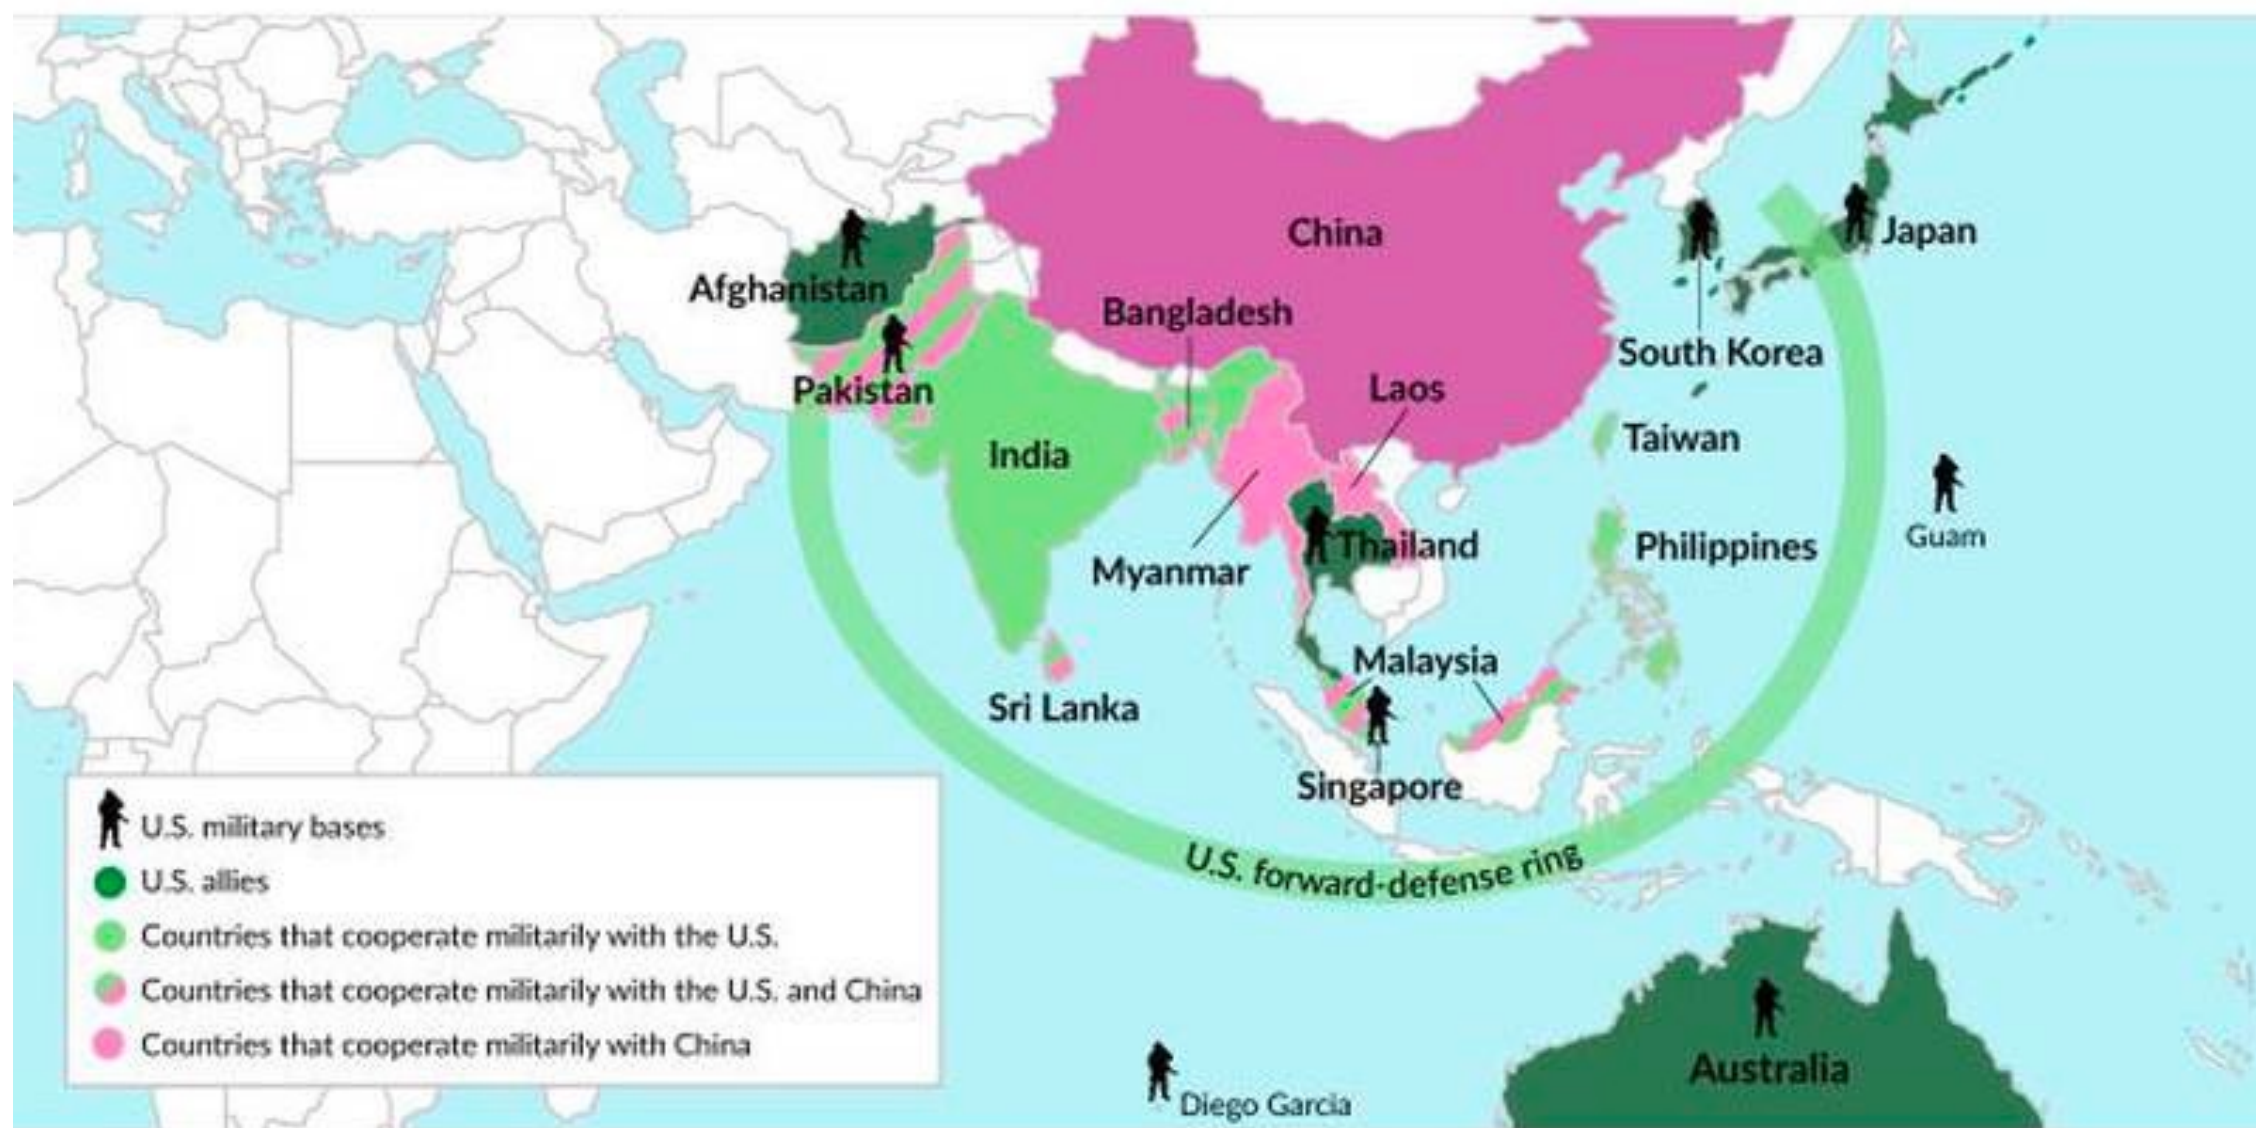 China
Japan
Afghanistan
Bangladesh
South Korea
Pakistan
Laos
Taiwan
India
Guam
Philippines
Thailand
Myanmar
Malaysia
Sri Lanka
Singapore
U.S. forward-defense ring
U.S. military bases
U.S. allies
Countries that cooperate militarily with the U.S.
Countries that cooperate militarily with the U.S. and China
Countries that cooperate militarily with China
Australia
Diego Garcia